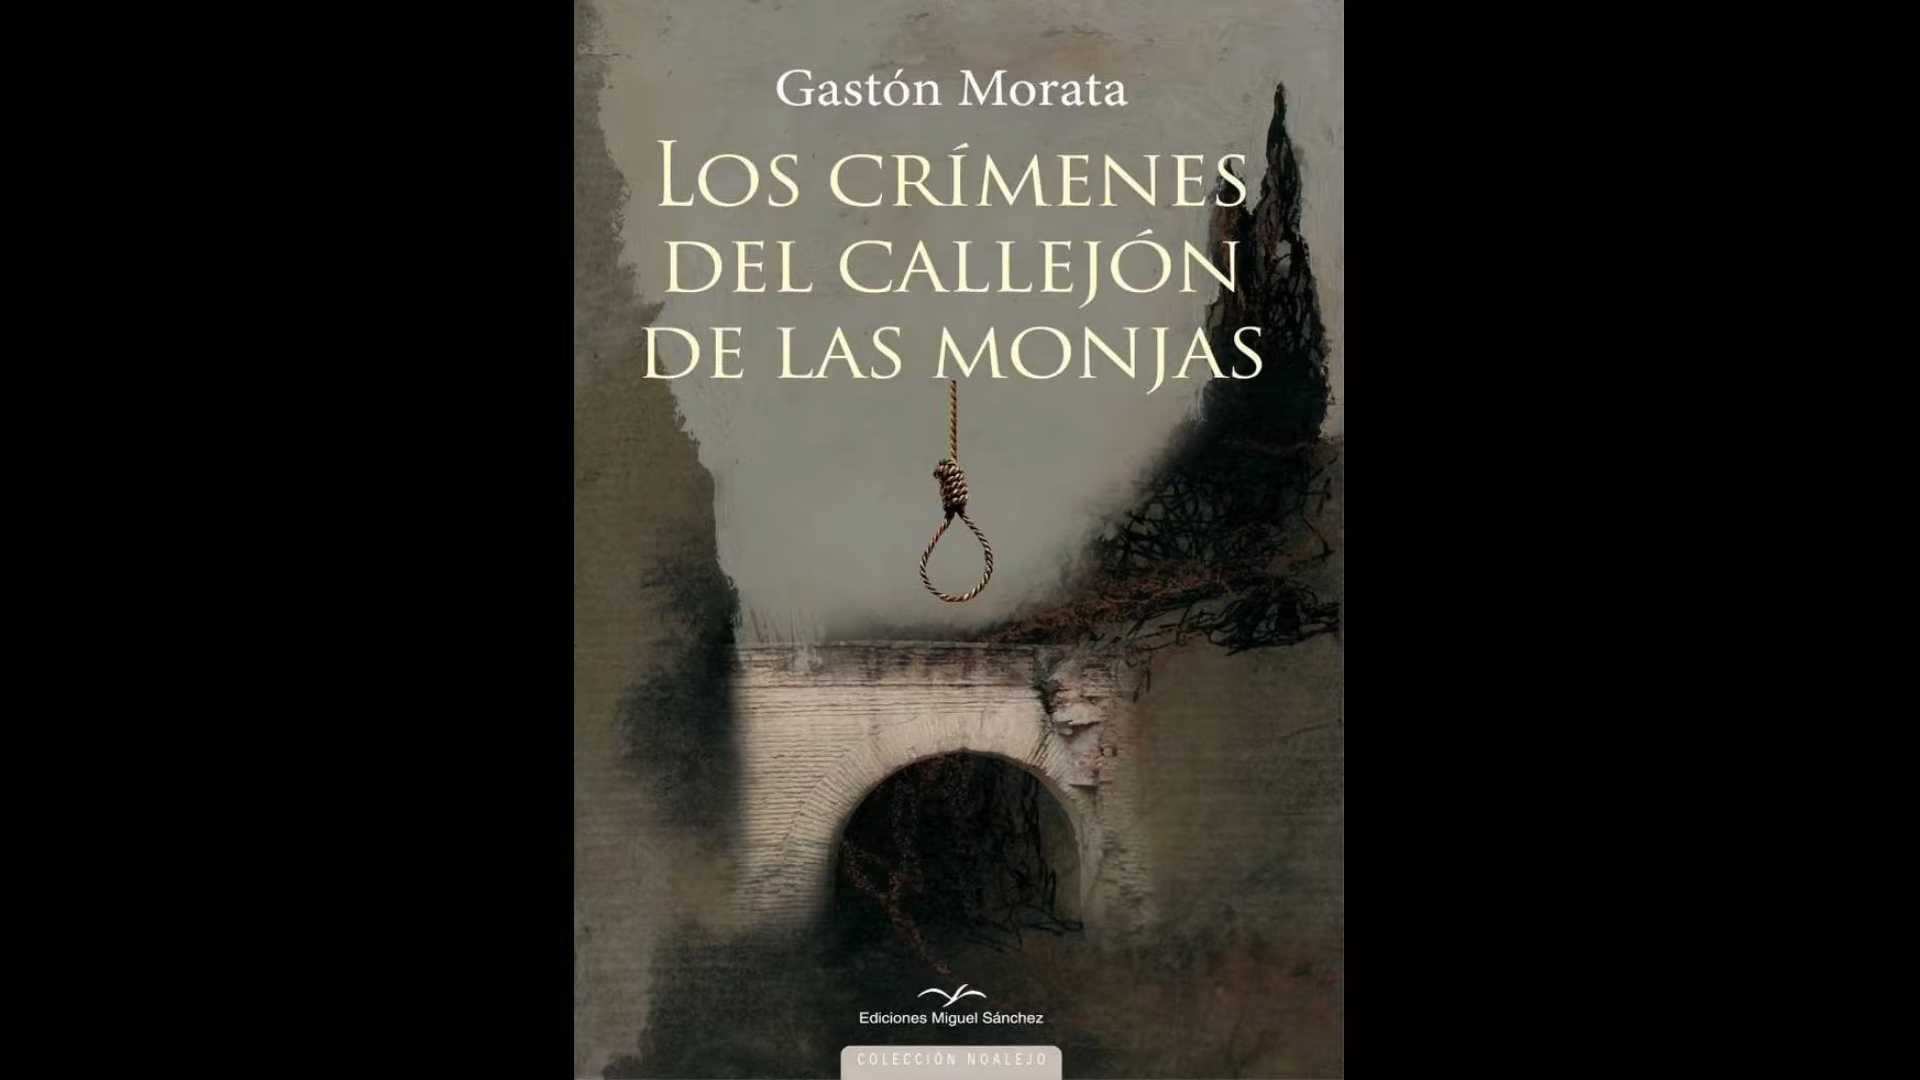 Gastón Morata
LOS CRÍMENES
DEL CALLEJÓN
DE LAS MONJAS
Ediciones Miguel Sánchez
COLECCIÓN NOALEJO